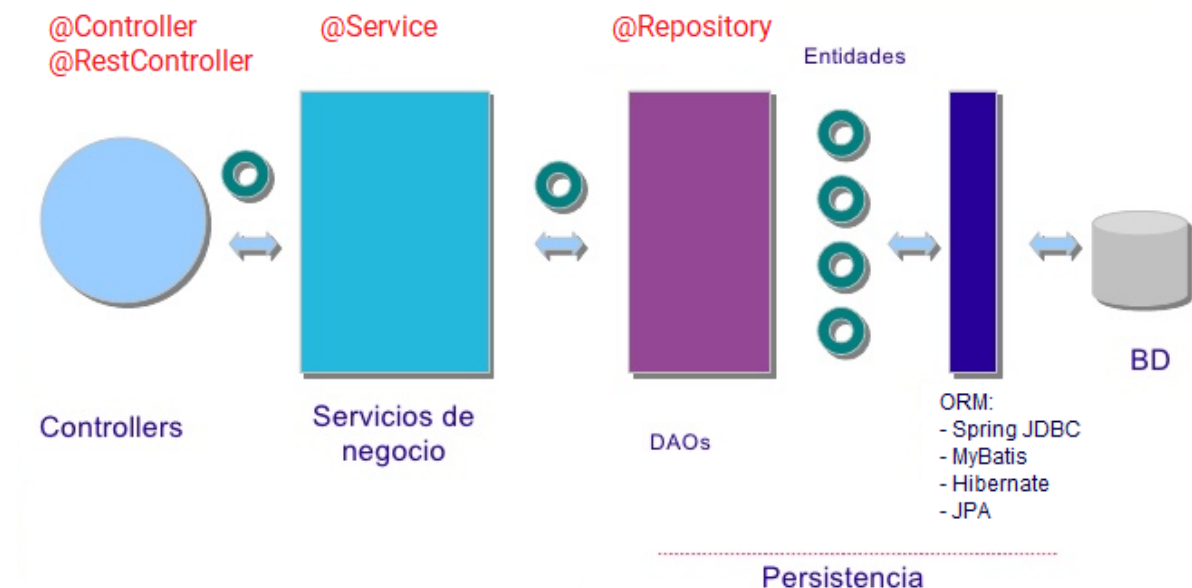 @Controller
@RestController
@Service
@Repository
Entidades
Controllers
Servicios de
negocio
DAOs
ORM:
- Spring JDBC
- MyBatis
- Hibernate
- JPA
BD
Persistencia